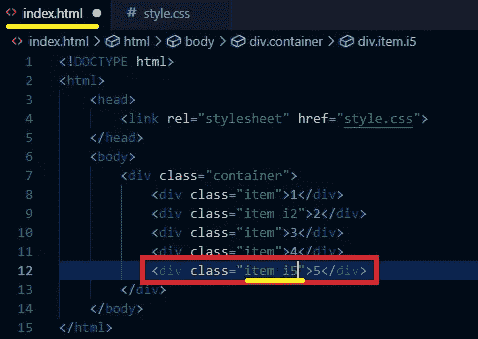 <> index.html ● # style.css
<> index.html > html > body > div.container > div.item.i5
1 <!DOCTYPE html>
2 <html>
3     <head>
4         <link rel="stylesheet" href="style.css">
5     </head>
6     <body>
7         <div class="container">
8             <div class="item">1</div>
9             <div class="item i2">2</div>
10             <div class="item">3</div>
11             <div class="item">4</div>
12             <div class="item i5">5</div>
13         </div>
14     </body>
15 </html>